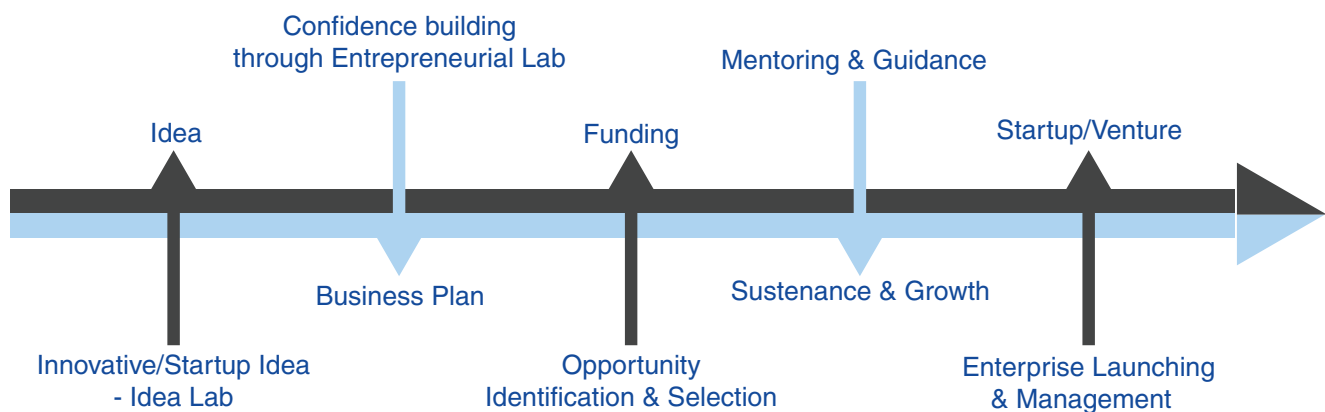 Confidence building
through Entrepreneurial Lab
Mentoring & Guidance
Idea
Funding
Startup/Venture
Business Plan
Sustenance & Growth
Innovative/Startup Idea
- Idea Lab
Opportunity
Identification & Selection
Enterprise Launching
& Management